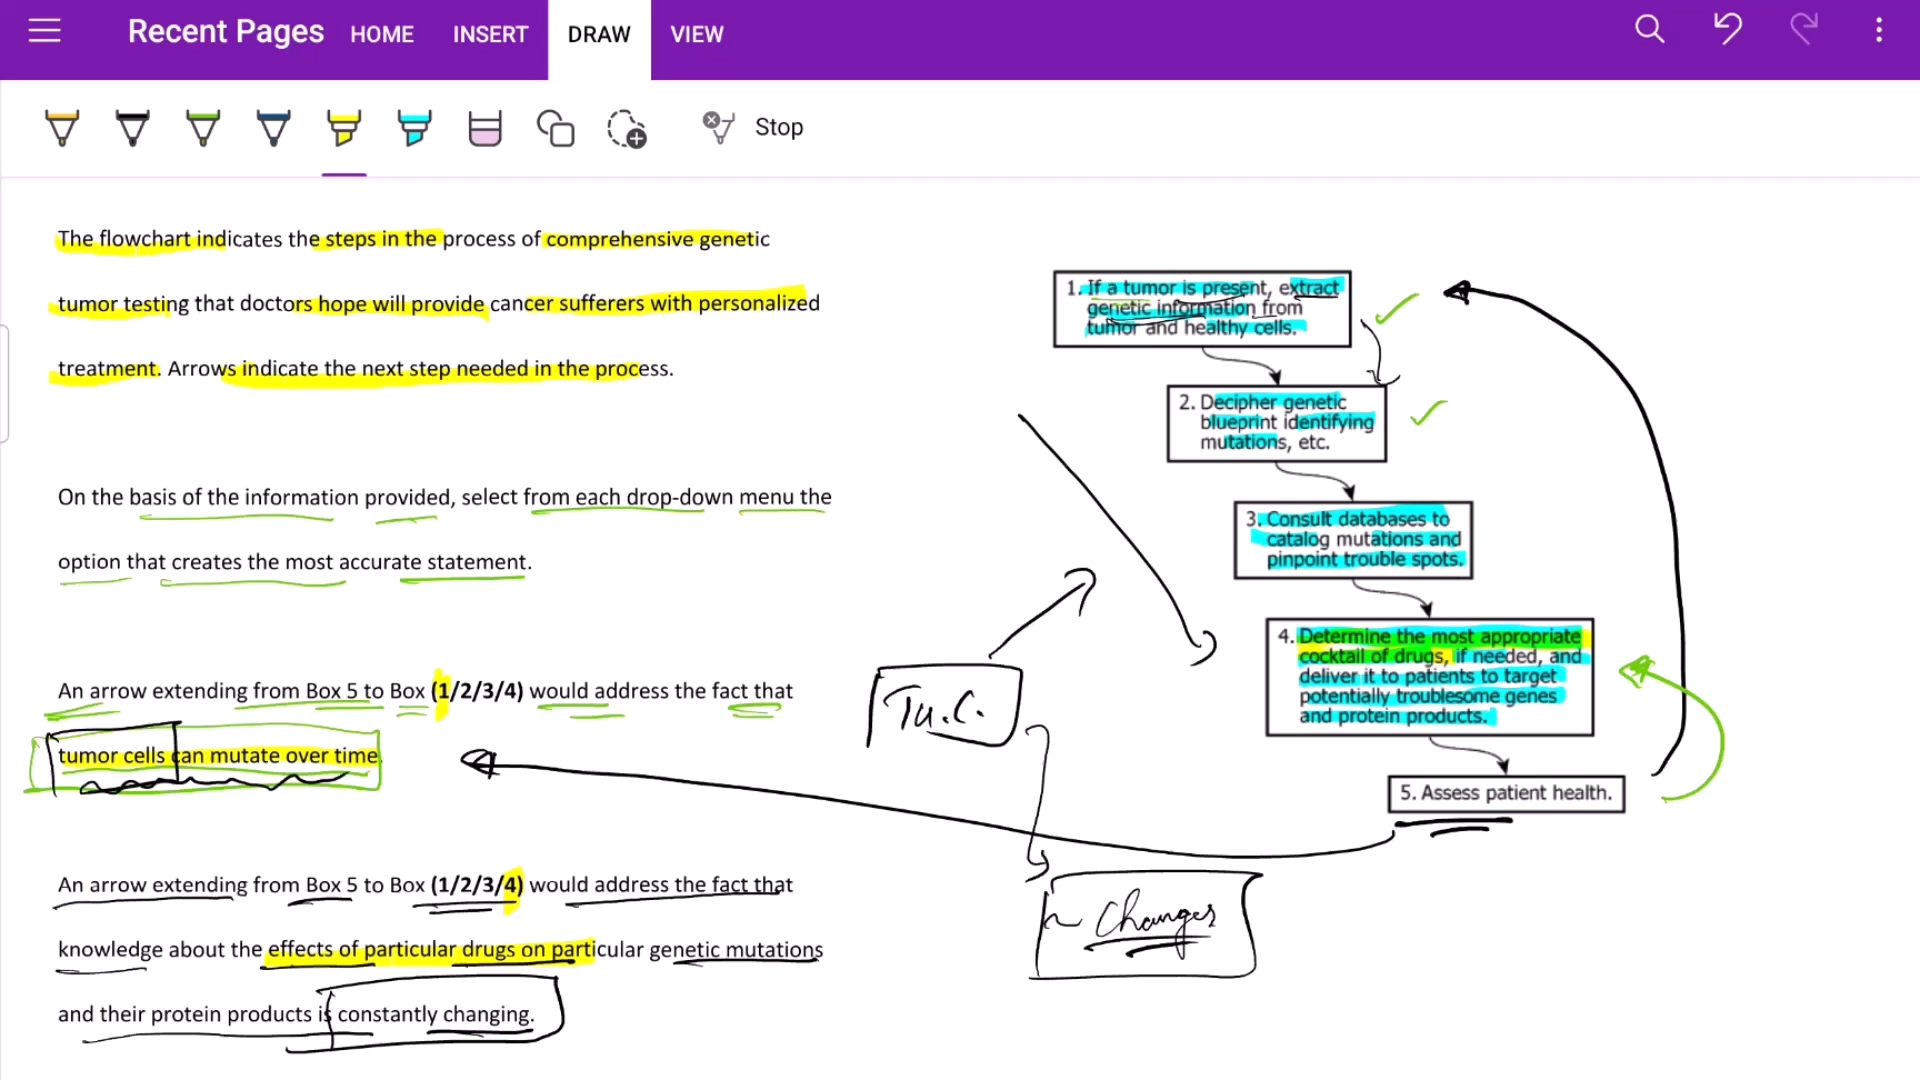 Recent Pages HOME INSERT DRAW VIEW
Stop
The flowchart indicates the steps in the process of comprehensive genetic
tumor testing that doctors hope will provide cancer sufferers with personalized
treatment. Arrows indicate the next step needed in the process.
On the basis of the information provided, select from each drop-down menu the
option that creates the most accurate statement.
An arrow extending from Box 5 to Box (1/2/3/4) would address the fact that
tumor cells can mutate over time.
An arrow extending from Box 5 to Box (1/2/3/4) would address the fact that
knowledge about the effects of particular drugs on particular genetic mutations
and their protein products is constantly changing.
1. If a tumor is present, extract
genetic information from
tumor and healthy cells.
2. Decipher genetic
blueprint identifying
mutations, etc.
3. Consult databases to
catalog mutations and
pinpoint trouble spots.
4. Determine the most appropriate
cocktail of drugs, if needed, and
deliver it to patients to target
potentially troublesome genes
and protein products.
5. Assess patient health.
Tu.C.
Changes